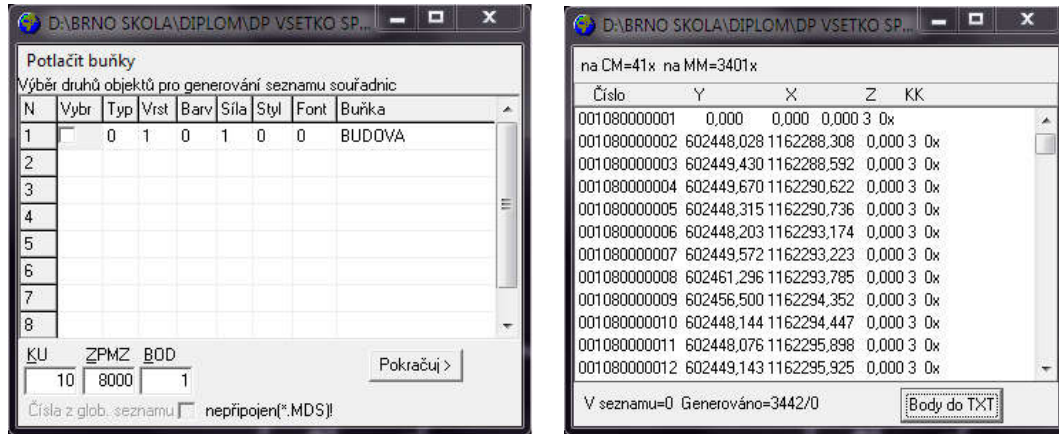 D:\BRNO SKOLA\DIPLOM\DP VSETKO SP...
Potlačit buňky
Výběr druhů objektů pro generování seznamu souřadnic
N Vybr Typ Vrst Barv Síla Styl Font Buňka
1 0 1 0 1 0 0 BUDOVA
2
3
4
5
6
7
8
KU ZPMZ BOD
10 8000 1
Pokračuj >
Čísla z glob. seznamu nepřipojen(*.MDS)!
D:\BRNO SKOLA\DIPLOM\DP VSETKO SP...
na CM=41x na MM=3401x
Číslo Y X Z KK
001080000001 0,000 0,000 0,000 3 0x
001080000002 602448,028 1162288,308 0,000 3 0x
001080000003 602449,430 1162288,592 0,000 3 0x
001080000004 602449,670 1162290,622 0,000 3 0x
001080000005 602448,315 1162290,736 0,000 3 0x
001080000006 602448,203 1162293,174 0,000 3 0x
001080000007 602449,572 1162293,223 0,000 3 0x
001080000008 602461,296 1162293,785 0,000 3 0x
001080000009 602456,500 1162294,352 0,000 3 0x
001080000010 602448,144 1162294,447 0,000 3 0x
001080000011 602448,076 1162295,898 0,000 3 0x
001080000012 602449,143 1162295,925 0,000 3 0x
V seznamu=0 Generováno=3442/0
Body do TXT